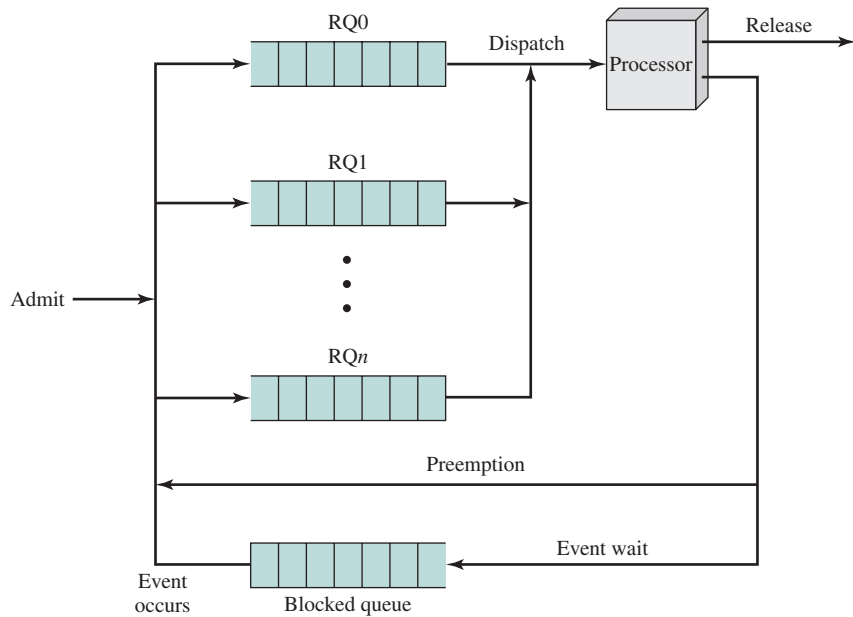 RQ0
Dispatch
Release
Processor
RQ1
Admit
RQn
Preemption
Event wait
Event
occurs
Blocked queue